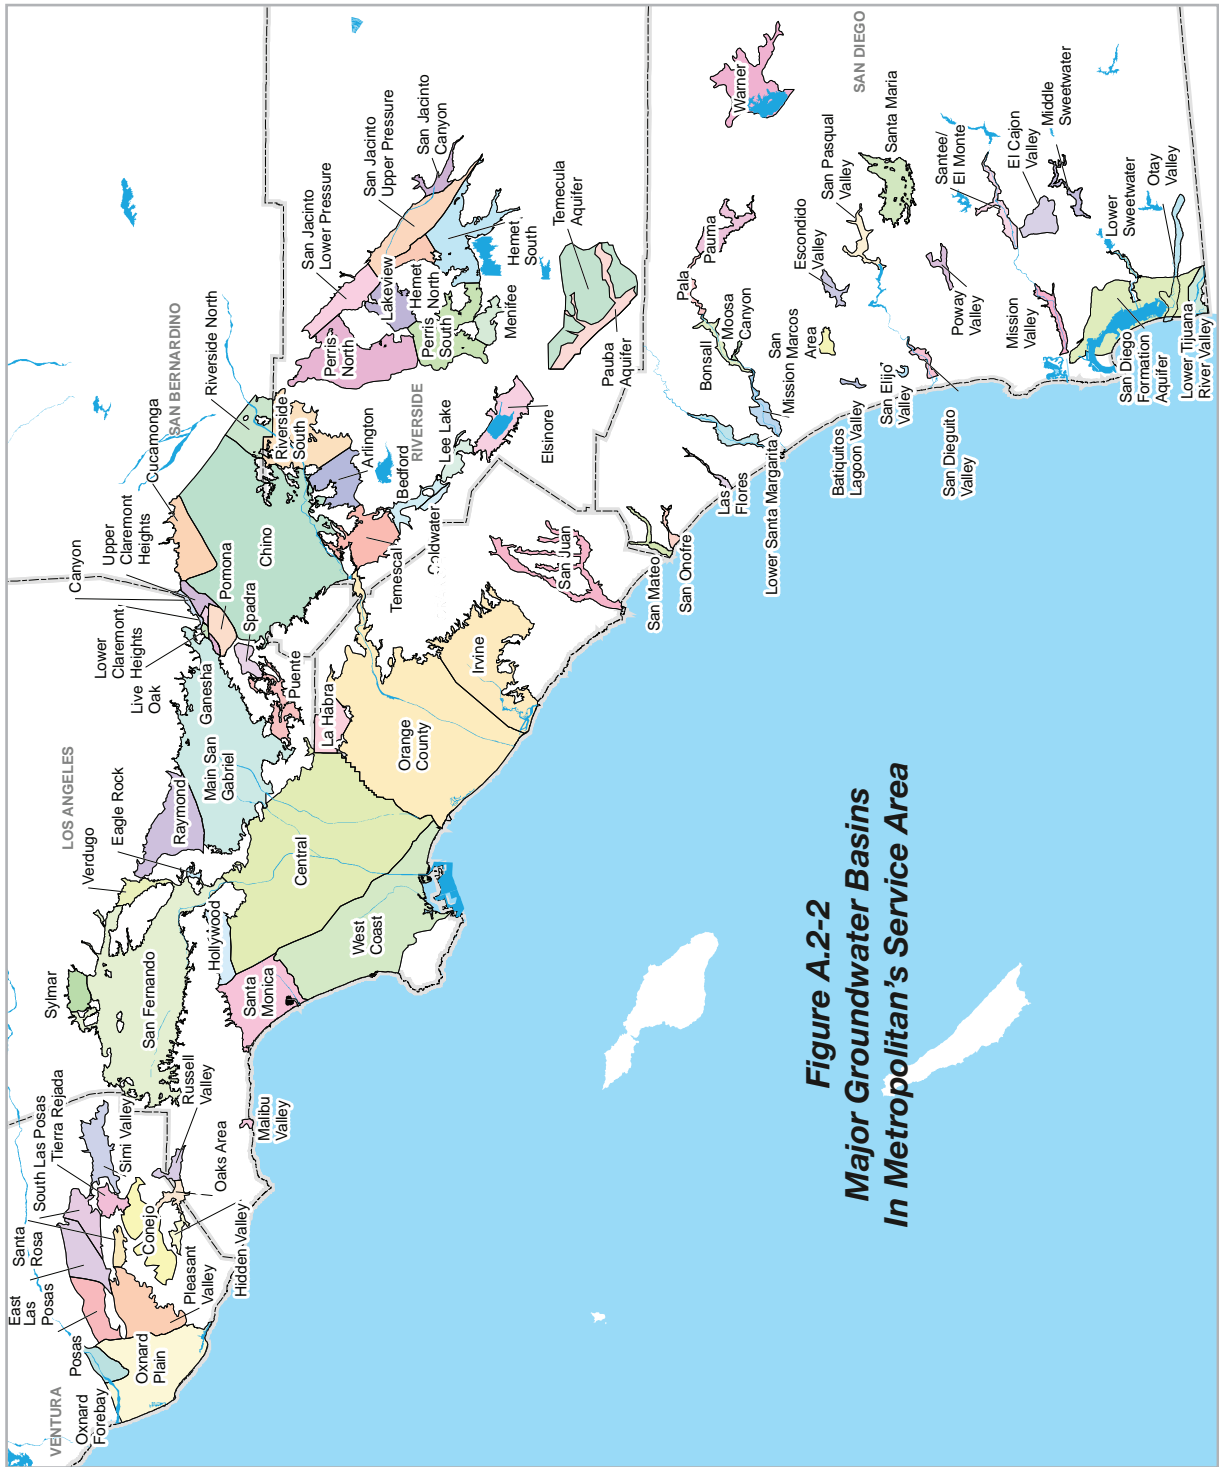 VENTURA
Oxnard
Forebay
Posas
Oxnard
Plain
East
Las
Posas
Santa
Rosa
South Las Posas
Tierra Rejada
Simi Valley
Conejo
Pleasant
Valley
Hidden Valley
Oaks Area
Russell
Valley
Malibu
Valley
Sylmar
San Fernando
Verdugo
LOS ANGELES
Eagle Rock
Raymond
Hollywood
Santa
Monica
West
Coast
Central
Main San
Gabriel
Ganesha
Live
Oak
Lower
Claremont
Heights
Canyon
Upper
Claremont
Heights
Pomona
Spadra
Puente
La Habra
Orange
County
Irvine
Cucamonga
SAN BERNARDINO
Chino
Riverside North
Riverside
South
Arlington
Temescal
RIVERSIDE
Bedford
Coldwater
Lee Lake
Elsinore
San Jacinto
Lower Pressure
San Jacinto
Upper Pressure
San Jacinto
Canyon
Perris
North
Lakeview
Hemet
North
Perris
South
Menifee
Hemet
South
Temecula
Aquifer
Pauba
Aquifer
San Juan
San Mateo
San Onofre
Las
Flores
Lower Santa Margarita
Mission
Bonsall
Moosa
Canyon
Pala
Pauma
Warner
SAN DIEGO
San
Marcos
Area
Escondido
Valley
San Pasqual
Valley
Santa Maria
Batiquitos
Lagoon Valley
San Elijo
Valley
San Dieguito
Valley
Poway
Valley
Santee/
El Monte
El Cajon
Valley
Middle
Sweetwater
Mission
Valley
Lower
Sweetwater
Otay
Valley
San Diego
Formation
Aquifer
Lower Tijuana
River Valley
Figure A.2-2
Major Groundwater Basins
In Metropolitan's Service Area